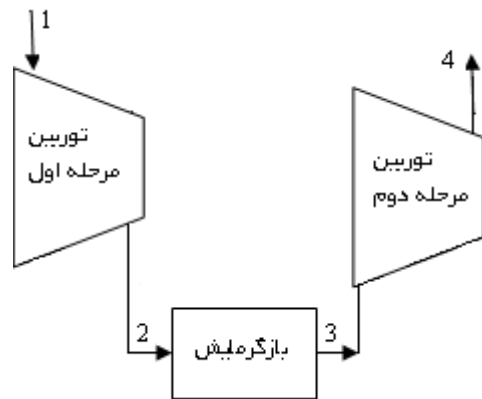 1
توربین
مرحله اول
2
بازگرمایش
3
توربین
مرحله دوم
4